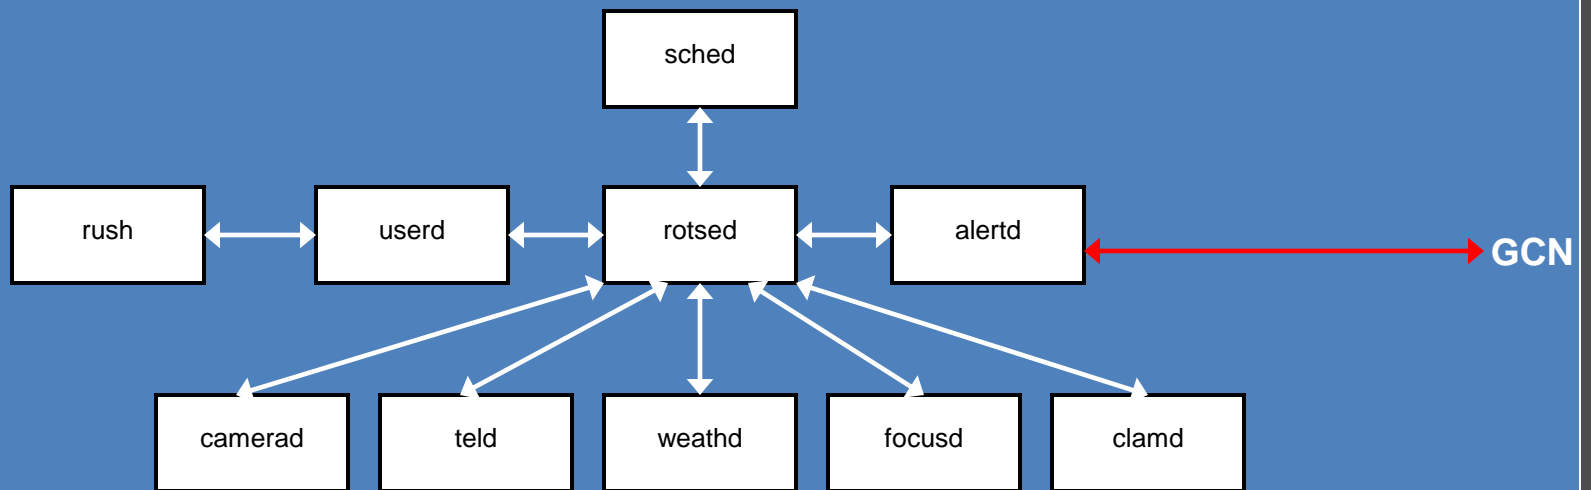 sched
rush
userd
rotsed
alertd
GCN
camerad
teld
weathd
focusd
clamd